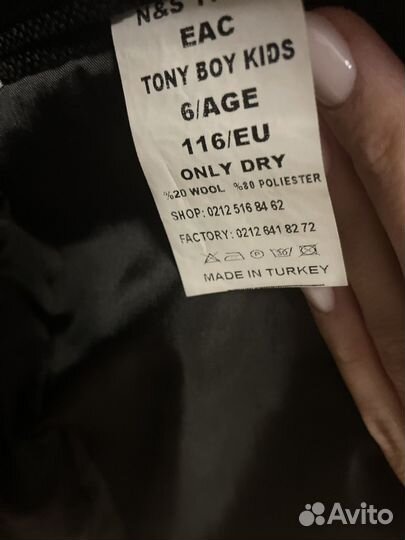 N&S
EAC
TONY BOY KIDS
6/AGE
116/EU
ONLY DRY
%20 WOOL %80 POLIESTER
SHOP: 0212 516 84 62
FACTORY: 0212 641 82 72
MADE IN TURKEY
Avito